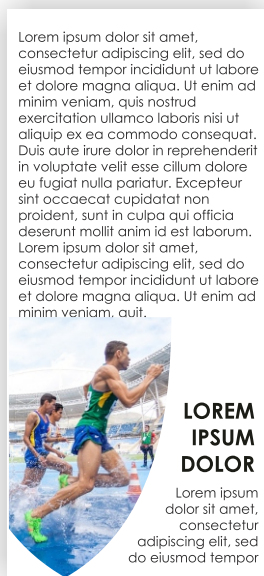 Lorem ipsum dolor sit amet,
consectetur adipiscing elit, sed do
eiusmod tempor incididunt ut labore
et dolore magna aliqua. Ut enim ad
minim veniam, quis nostrud
exercitation ullamco laboris nisi ut
aliquip ex ea commodo consequat.
Duis aute irure dolor in reprehenderit
in voluptate velit esse cillum dolore
eu fugiat nulla pariatur. Excepteur
sint occaecat cupidatat non
proident, sunt in culpa qui officia
deserunt mollit anim id est laborum.
Lorem ipsum dolor sit amet,
consectetur adipiscing elit, sed do
eiusmod tempor incididunt ut labore
et dolore magna aliqua. Ut enim ad
minim veniam, quit.
LOREM
IPSUM
DOLOR
Lorem ipsum
dolor sit amet,
consectetur
adipiscing elit, sed
do eiusmod tempor